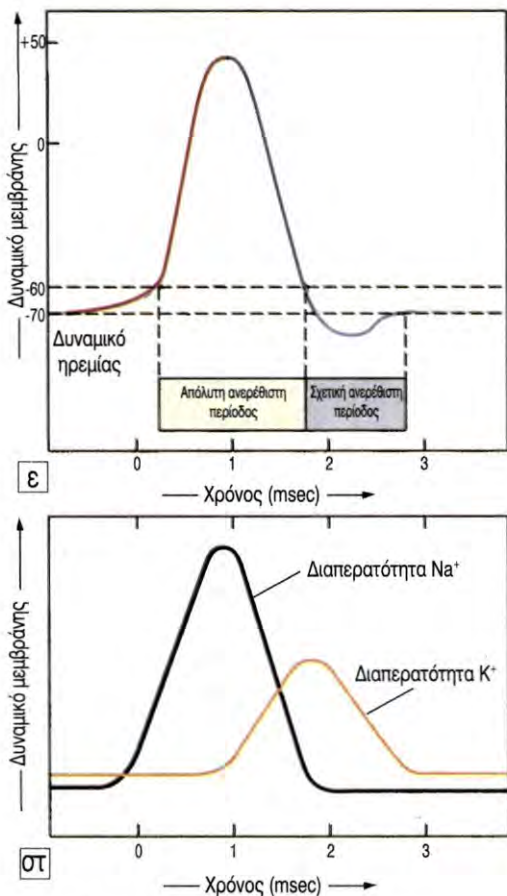 +50
0
-60
-70
Δυναμικό μεμβράνης
Δυναμικό
ηρεμίας
Απόλυτη ανερέθιστη
περίοδος
Σχετική ανερέθιστη
περίοδος
0 1 2 3
Χρόνος (msec)
ε
Δυναμικό μεμβράνης
Διαπερατότητα Na⁺
Διαπερατότητα K⁺
0 1 2 3
Χρόνος (msec)
στ